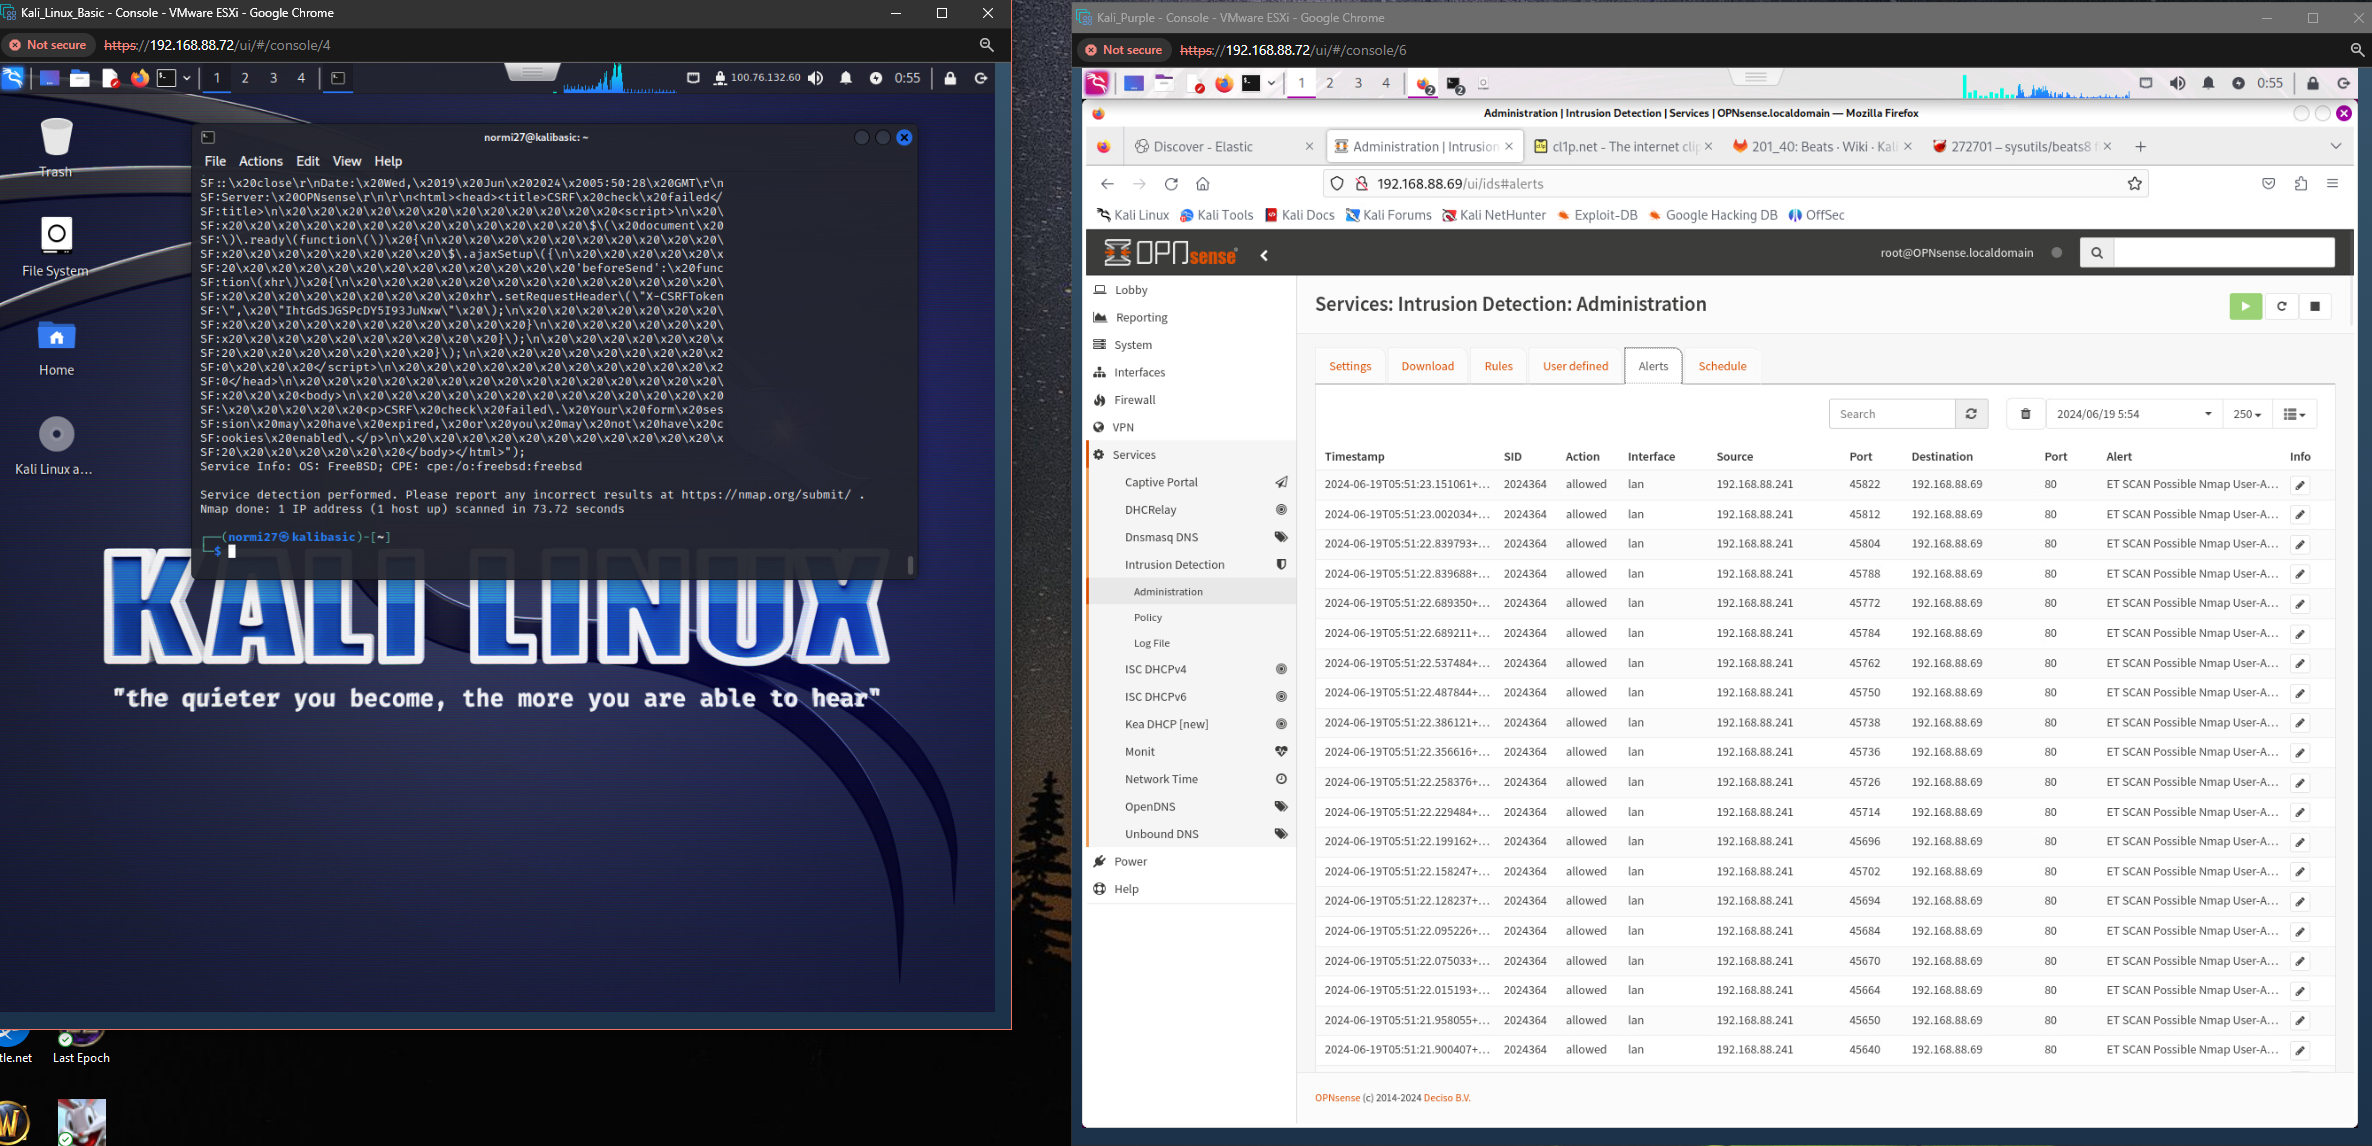 Kali_Linux_Basic - Console - VMware ESXi - Google Chrome
Not secure https://192.168.88.72/ui/#/console/4
1 2 3 4 100.76.132.60 0:55
Trash
File System
Home
Kali Linux a...
normi27@kalibasic: ~
File Actions Edit View Help
SF::\x20close\r\nDate:\x20Wed,\x2019\x20Jun\x202024\x2005:50:28\x20GMT\r\n
SF:Server:\x20OPNsense\r\n\r\n<html><head><title>CSRF\x20check\x20failed</
SF:title>\n\x20\x20\x20\x20\x20\x20\x20\x20<script>\n\x20\
SF:x20\x20\x20\x20\x20\x20\x20\x20\x20\x20\x20\$\(\x20document\x20
SF:\)\.ready\(function\(\)\x20{\n\x20\x20\x20\x20\x20\x20\x20\x20\x20\x20\
SF:x20\x20\x20\x20\x20\x20\x20\x20\x20\$\.ajaxSetup\({\n\x20\x20\x20\x20\x
SF:20\x20\x20\x20\x20\x20\x20\x20\x20\x20\x20'beforeSend':\x20func
SF:tion\(xhr\)\x20{\n\x20\x20\x20\x20\x20\x20\x20\x20\x20\x20\x20\x20\x20\
SF:x20\x20\x20\x20\x20\x20\x20\x20\x20xhr\.setRequestHeader\(\"X-CSRFToken
SF:\",\x20\"IhtGdSJGSPcDY5I93JuNxw\"\x20\);\n\x20\x20\x20\x20\x20\x20\x20\
SF:x20\x20\x20\x20\x20\x20\x20\x20\x20\x20\x20}\n\x20\x20\x20\x20\x20\x20\
SF:x20\x20\x20\x20\x20\x20\x20\x20\x20\x20}\);\n\x20\x20\x20\x20\x20\x20\x
SF:20\x20\x20\x20\x20\x20\x20\x20}\);\n\x20\x20\x20\x20\x20\x20\x20\x20\x2
SF:0\x20\x20\x20</script>\n\x20\x20\x20\x20\x20\x20\x20\x20\x20\x20\x20\x2
SF:0</head>\n\x20\x20\x20\x20\x20\x20\x20\x20\x20\x20\x20\x20\x20\x20\x20\
SF:x20\x20\x20<body>\n\x20\x20\x20\x20\x20\x20\x20\x20\x20\x20\x20\x20\x20
SF:\x20\x20\x20\x20\x20<p>CSRF\x20check\x20failed\.\x20Your\x20form\x20ses
SF:sion\x20may\x20have\x20expired,\x20or\x20you\x20may\x20not\x20have\x20c
SF:ookies\x20enabled\.</p>\n\x20\x20\x20\x20\x20\x20\x20\x20\x20\x20\x20\x
SF:20\x20\x20\x20\x20\x20\x20</body></html>");
Service Info: OS: FreeBSD; CPE: cpe:/o:freebsd:freebsd
Service detection performed. Please report any incorrect results at https://nmap.org/submit/ .
Nmap done: 1 IP address (1 host up) scanned in 73.72 seconds
(normi27㉿kalibasic)-[~]
$
KALI LINUX
"the quieter you become, the more you are able to hear"
tle.net
Last Epoch
Kali_Purple - Console - VMware ESXi - Google Chrome
Not secure https://192.168.88.72/ui/#/console/6
1 2 3 4 2 2 0:55
Administration | Intrusion Detection | Services | OPNsense.localdomain — Mozilla Firefox
Discover - Elastic
Administration | Intrusion
cl1p.net - The internet clip
201_40: Beats · Wiki · Kali
272701 – sysutils/beats8
192.168.88.69/ui/ids#alerts
Kali Linux Kali Tools Kali Docs Kali Forums Kali NetHunter Exploit-DB Google Hacking DB OffSec
OPNsense
root@OPNsense.localdomain
Lobby
Reporting
System
Interfaces
Firewall
VPN
Services
Captive Portal
DHCRelay
Dnsmasq DNS
Intrusion Detection
Administration
Policy
Log File
ISC DHCPv4
ISC DHCPv6
Kea DHCP [new]
Monit
Network Time
OpenDNS
Unbound DNS
Power
Help
Services: Intrusion Detection: Administration
Settings Download Rules User defined Alerts Schedule
Search 2024/06/19 5:54 250
Timestamp SID Action Interface Source Port Destination Port Alert Info
2024-06-19T05:51:23.151061+... 2024364 allowed lan 192.168.88.241 45822 192.168.88.69 80 ET SCAN Possible Nmap User-A...
2024-06-19T05:51:23.002034+... 2024364 allowed lan 192.168.88.241 45812 192.168.88.69 80 ET SCAN Possible Nmap User-A...
2024-06-19T05:51:22.839793+... 2024364 allowed lan 192.168.88.241 45804 192.168.88.69 80 ET SCAN Possible Nmap User-A...
2024-06-19T05:51:22.839688+... 2024364 allowed lan 192.168.88.241 45788 192.168.88.69 80 ET SCAN Possible Nmap User-A...
2024-06-19T05:51:22.689350+... 2024364 allowed lan 192.168.88.241 45772 192.168.88.69 80 ET SCAN Possible Nmap User-A...
2024-06-19T05:51:22.689211+... 2024364 allowed lan 192.168.88.241 45784 192.168.88.69 80 ET SCAN Possible Nmap User-A...
2024-06-19T05:51:22.537484+... 2024364 allowed lan 192.168.88.241 45762 192.168.88.69 80 ET SCAN Possible Nmap User-A...
2024-06-19T05:51:22.487844+... 2024364 allowed lan 192.168.88.241 45750 192.168.88.69 80 ET SCAN Possible Nmap User-A...
2024-06-19T05:51:22.386121+... 2024364 allowed lan 192.168.88.241 45738 192.168.88.69 80 ET SCAN Possible Nmap User-A...
2024-06-19T05:51:22.356616+... 2024364 allowed lan 192.168.88.241 45736 192.168.88.69 80 ET SCAN Possible Nmap User-A...
2024-06-19T05:51:22.258376+... 2024364 allowed lan 192.168.88.241 45726 192.168.88.69 80 ET SCAN Possible Nmap User-A...
2024-06-19T05:51:22.229484+... 2024364 allowed lan 192.168.88.241 45714 192.168.88.69 80 ET SCAN Possible Nmap User-A...
2024-06-19T05:51:22.199162+... 2024364 allowed lan 192.168.88.241 45696 192.168.88.69 80 ET SCAN Possible Nmap User-A...
2024-06-19T05:51:22.158247+... 2024364 allowed lan 192.168.88.241 45702 192.168.88.69 80 ET SCAN Possible Nmap User-A...
2024-06-19T05:51:22.128237+... 2024364 allowed lan 192.168.88.241 45694 192.168.88.69 80 ET SCAN Possible Nmap User-A...
2024-06-19T05:51:22.095226+... 2024364 allowed lan 192.168.88.241 45684 192.168.88.69 80 ET SCAN Possible Nmap User-A...
2024-06-19T05:51:22.075033+... 2024364 allowed lan 192.168.88.241 45670 192.168.88.69 80 ET SCAN Possible Nmap User-A...
2024-06-19T05:51:22.015193+... 2024364 allowed lan 192.168.88.241 45664 192.168.88.69 80 ET SCAN Possible Nmap User-A...
2024-06-19T05:51:21.958055+... 2024364 allowed lan 192.168.88.241 45650 192.168.88.69 80 ET SCAN Possible Nmap User-A...
2024-06-19T05:51:21.900407+... 2024364 allowed lan 192.168.88.241 45640 192.168.88.69 80 ET SCAN Possible Nmap User-A...
OPNsense (c) 2014-2024 Deciso B.V.